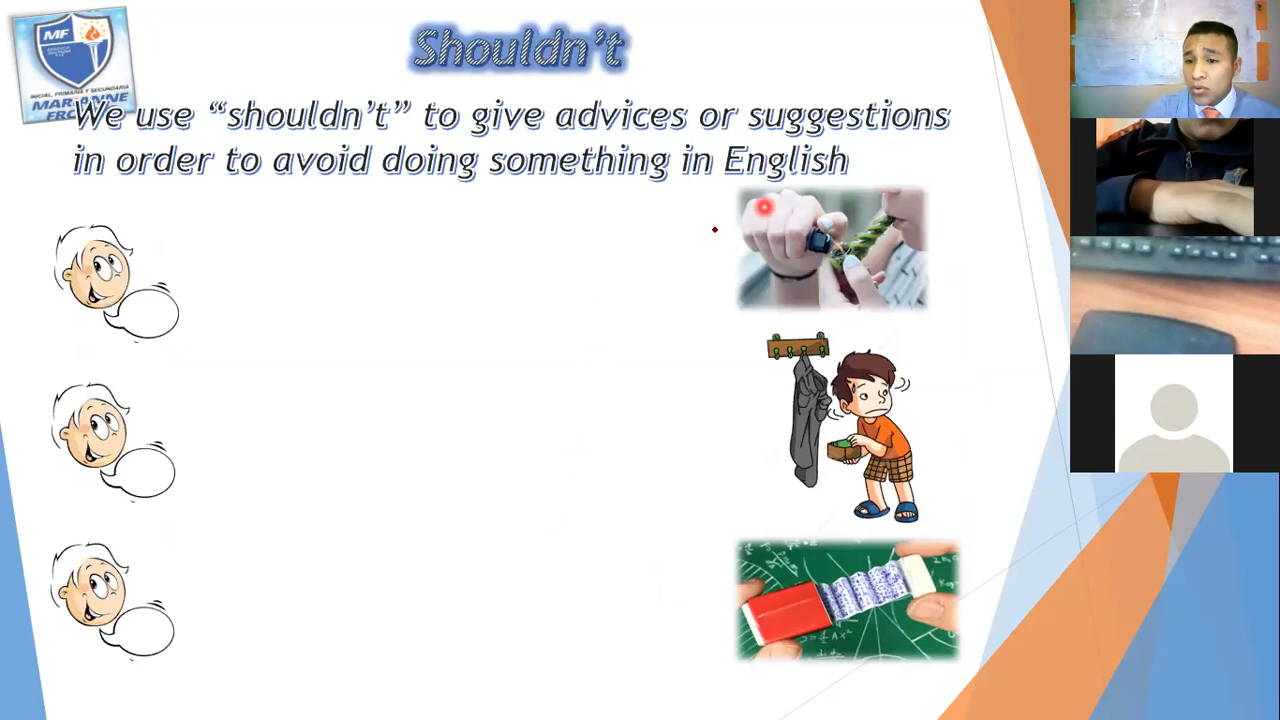 MF
INICIAL, PRIMARIA Y SECUNDARIA
Shouldn't
We use “shouldn't” to give advices or suggestions
in order to avoid doing something in English